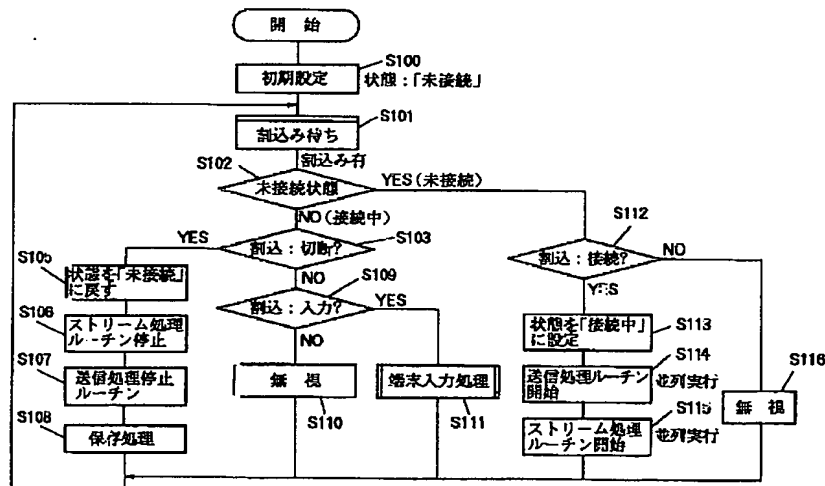 開 始
S100
初期設定
状態：「未接続」
S101
割込み待ち
割込み有
S102
未接続状態
YES（未接続）
NO（接続中）
S103
割込：切断？
YES
NO
S112
割込：接続？
NO
YES
S105
状態を「未接続」
に戻す
S109
割込：入力？
YES
NO
S106
ストリーム処理
ルーチン停止
S113
状態を「接続中」
に設定
S107
送信処理停止
ルーチン
無 視
S110
端末入力処理
S111
S114
送信処理ルーチン
開始
並列実行
S116
無 視
S108
保存処理
S115
ストリーム処理
ルーチン開始
並列実行